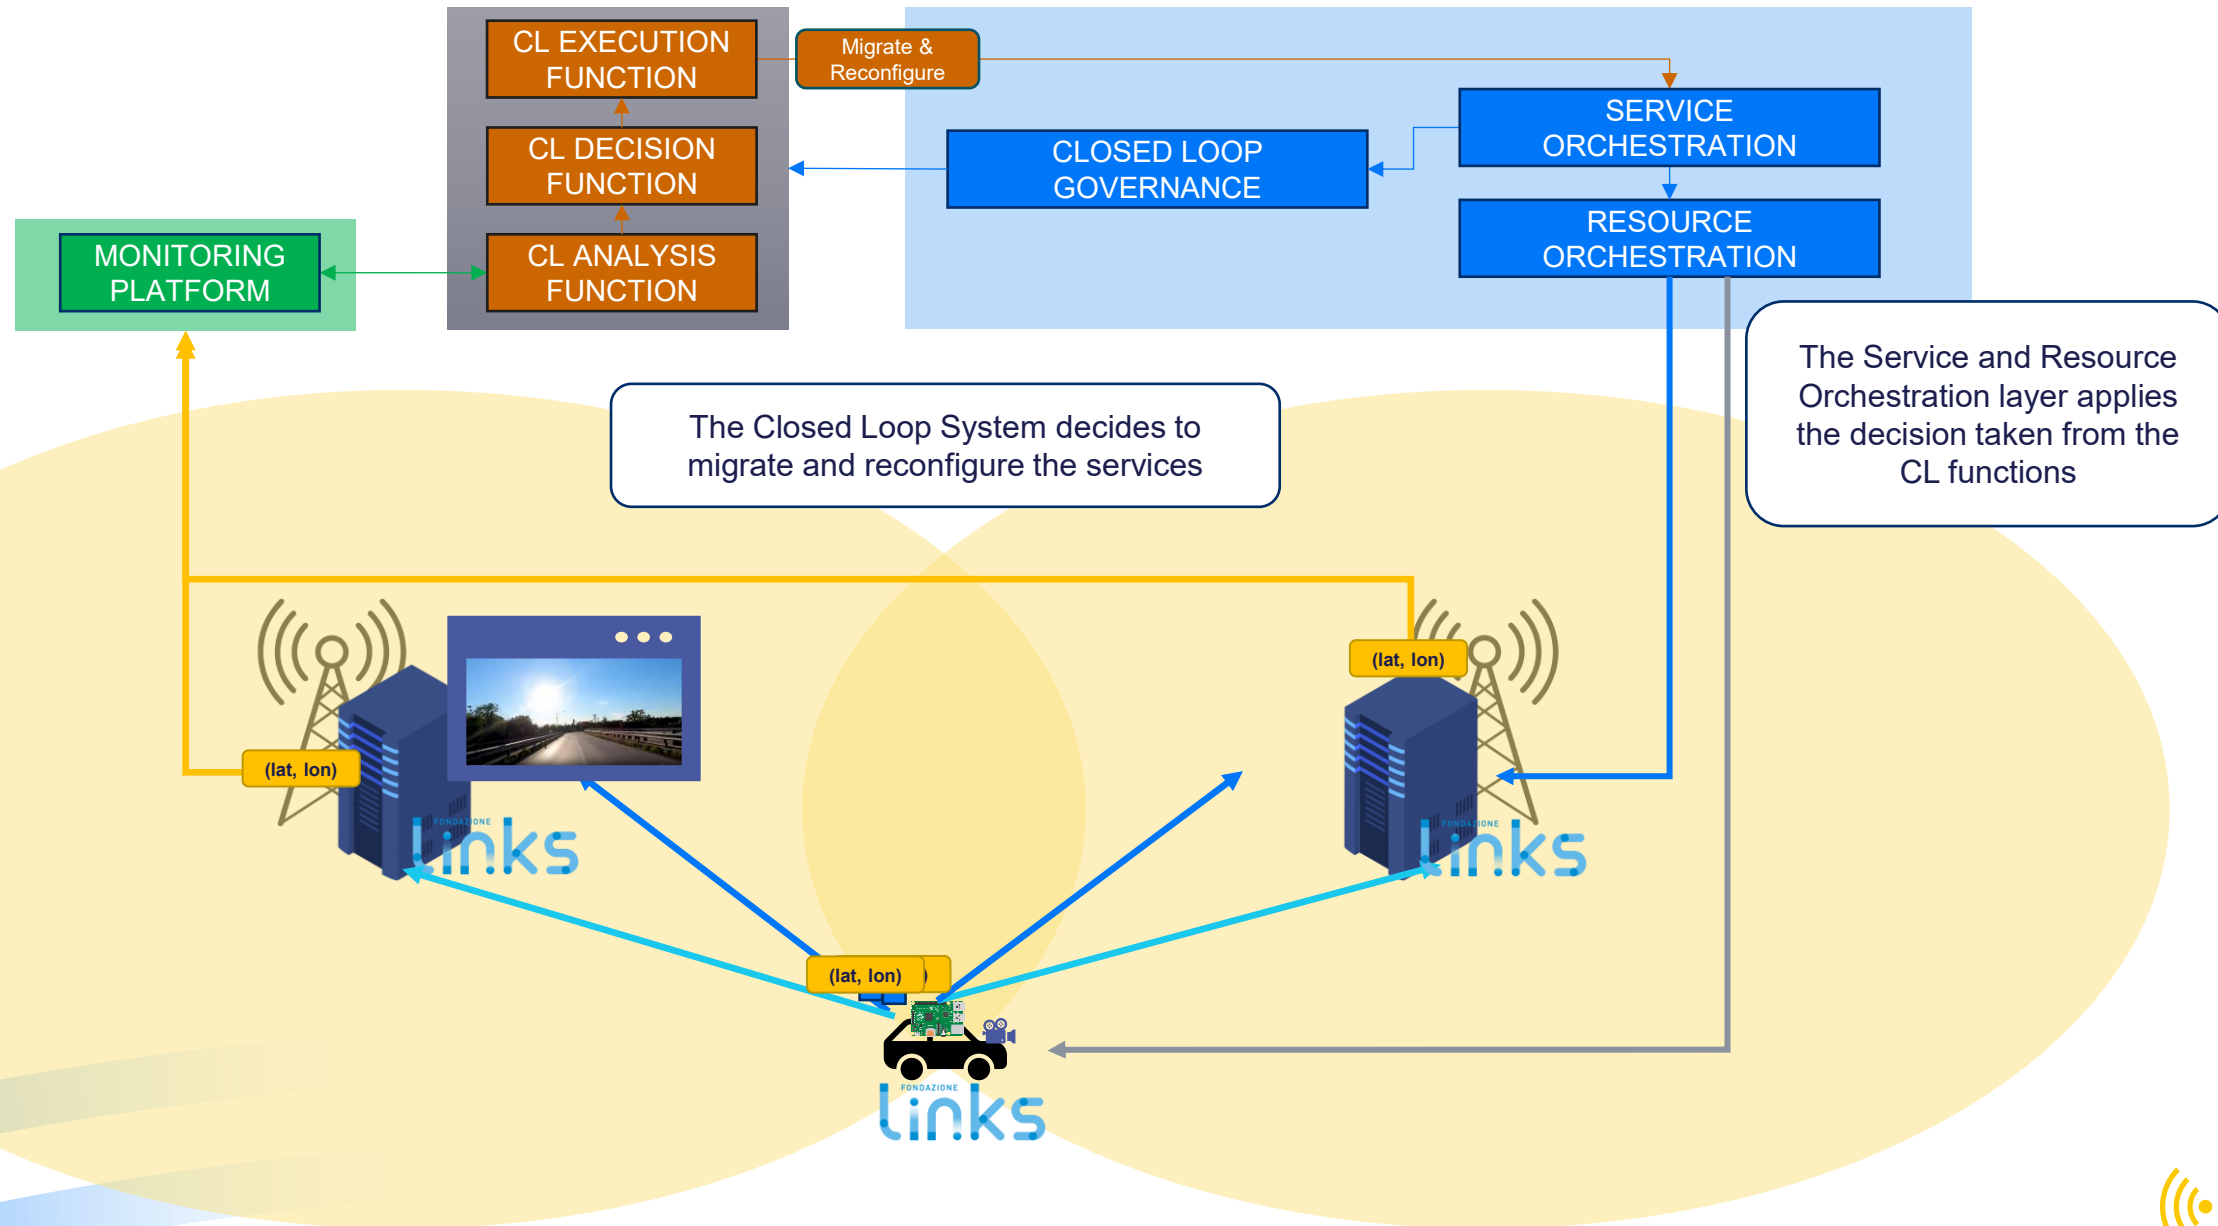 CL EXECUTION
FUNCTION
Migrate &
Reconfigure
SERVICE
ORCHESTRATION
CL DECISION
FUNCTION
CLOSED LOOP
GOVERNANCE
RESOURCE
ORCHESTRATION
MONITORING
PLATFORM
CL ANALYSIS
FUNCTION
The Service and Resource
Orchestration layer applies
the decision taken from the
CL functions
The Closed Loop System decides to
migrate and reconfigure the services
(lat, lon)
(lat, lon)
FONDAZIONE
Links
FONDAZIONE
Links
(lat, lon)
)
FONDAZIONE
Links